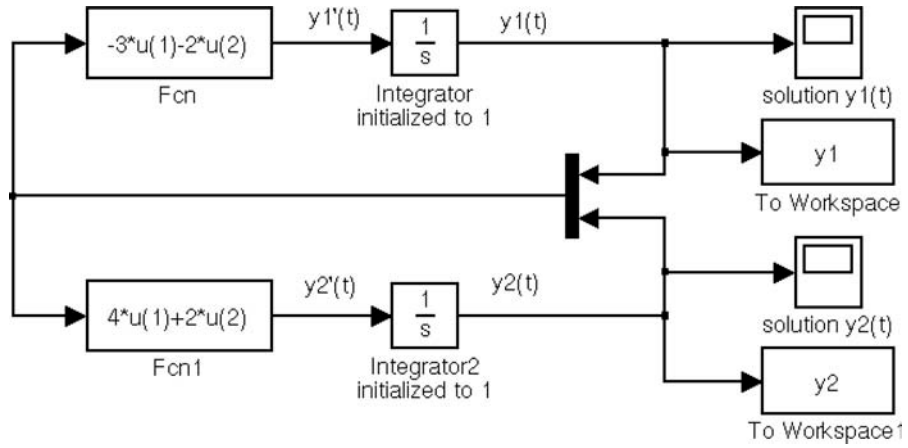 y1'(t)
y1(t)
-3*u(1)-2*u(2)
1
s
Fcn
Integrator
initialized to 1
solution y1(t)
y1
To Workspace
y2'(t)
y2(t)
4*u(1)+2*u(2)
1
s
Fcn1
Integrator2
initialized to 1
solution y2(t)
y2
To Workspace1